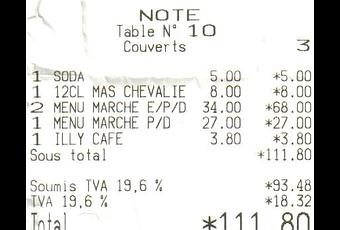 NOTE
Table N° 10
Couverts 3
1 SODA 5.00 *5.00
1 12CL MAS CHEVALIE 8.00 *8.00
2 MENU MARCHE E/P/D 34.00 *68.00
1 MENU MARCHE P/D 27.00 *27.00
1 ILLY CAFE 3.80 *3.80
Sous total *111.80
Soumis TVA 19,6 % *93.48
TVA 19,6 % *18.32
Total *111.80